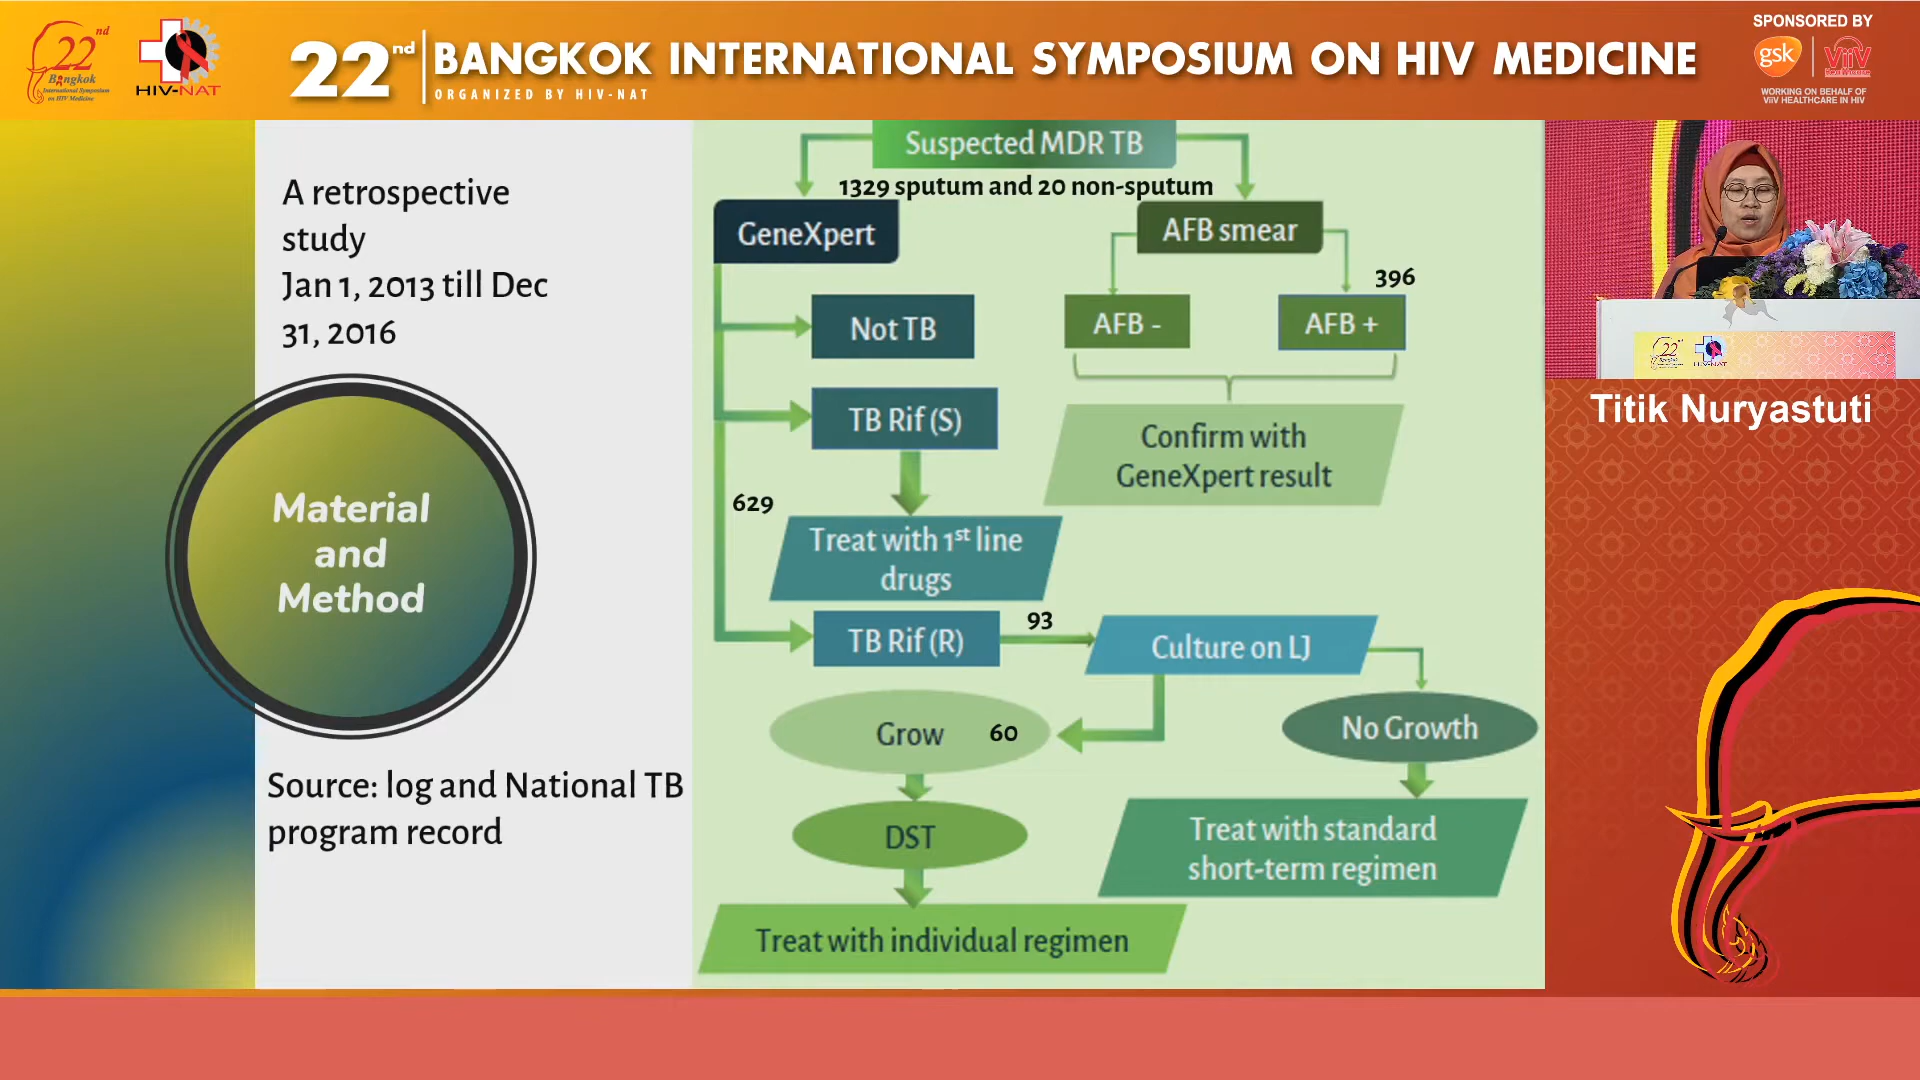 22nd
Bangkok
International Symposium
on HIV Medicine
HIV-NAT
22nd BANGKOK INTERNATIONAL SYMPOSIUM ON HIV MEDICINE
ORGANIZED BY HIV-NAT
SPONSORED BY
gsk
ViiV
WORKING ON BEHALF OF
ViiV HEALTHCARE IN HIV
A retrospective
study
Jan 1, 2013 till Dec
31, 2016
Material
and
Method
Source: log and National TB
program record
Suspected MDR TB
1329 sputum and 20 non-sputum
GeneXpert
AFB smear
396
Not TB
AFB -
AFB +
TB Rif (S)
Confirm with
GeneXpert result
629
Treat with 1st line
drugs
TB Rif (R)
93
Culture on LJ
Grow 60
No Growth
DST
Treat with standard
short-term regimen
Treat with individual regimen
22nd
HIV-NAT
Titik Nuryastuti